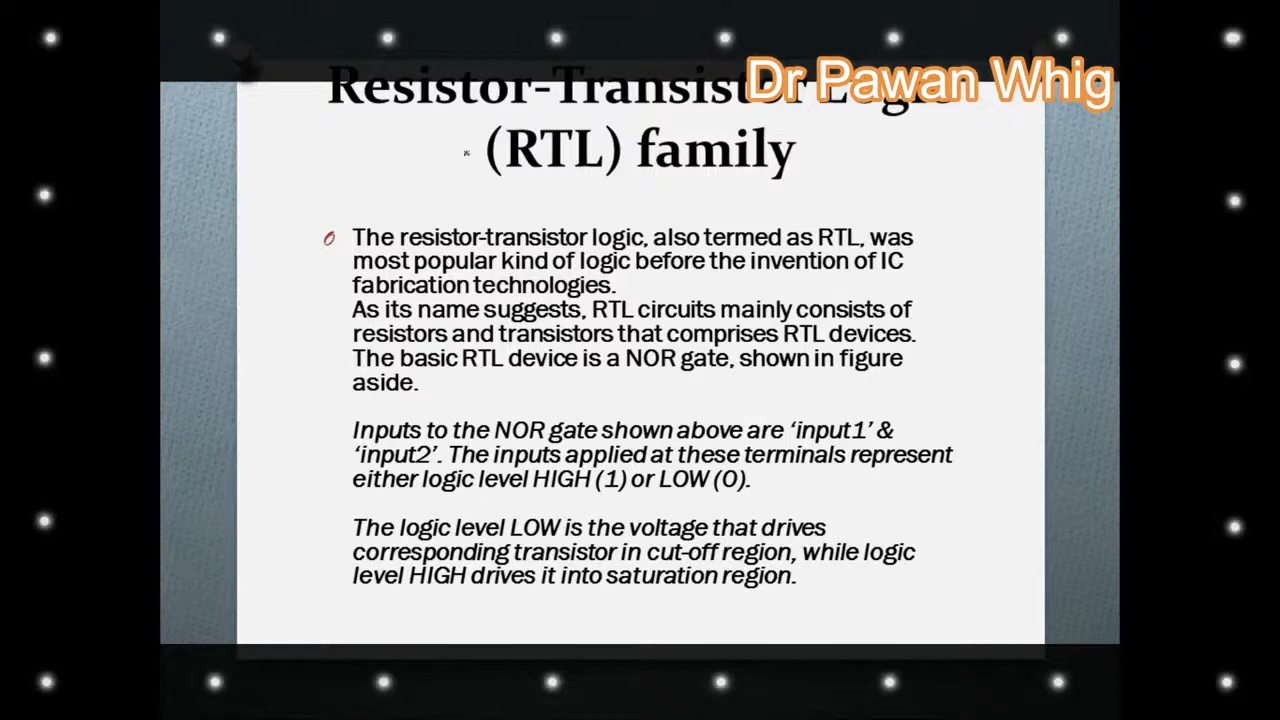 Dr Pawan Whig
Resistor-Transistor Logic
(RTL) family
The resistor-transistor logic, also termed as RTL, was
most popular kind of logic before the invention of IC
fabrication technologies.
As its name suggests, RTL circuits mainly consists of
resistors and transistors that comprises RTL devices.
The basic RTL device is a NOR gate, shown in figure
aside.
Inputs to the NOR gate shown above are ‘input1’ &
‘input2’. The inputs applied at these terminals represent
either logic level HIGH (1) or LOW (0).
The logic level LOW is the voltage that drives
corresponding transistor in cut-off region, while logic
level HIGH drives it into saturation region.